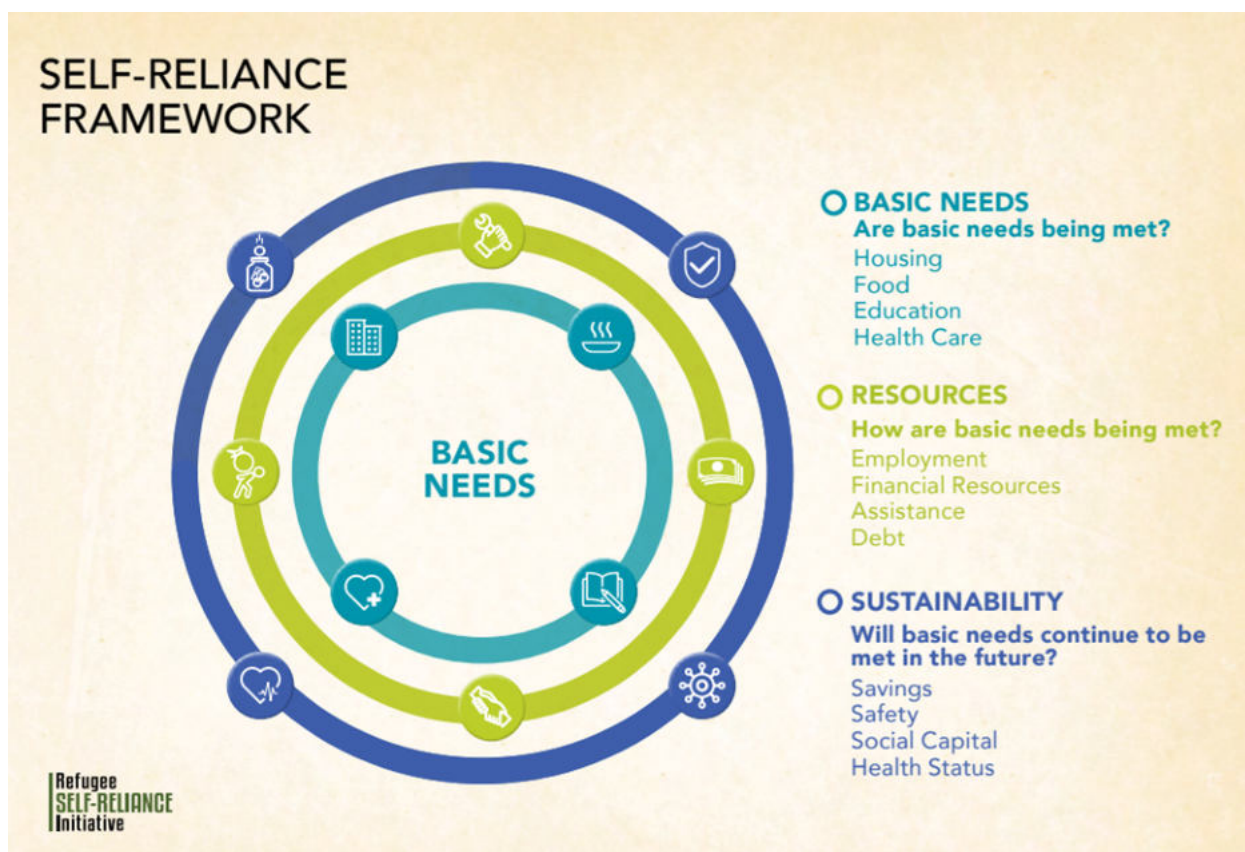 SELF-RELIANCE
FRAMEWORK
BASIC
NEEDS
BASIC NEEDS
Are basic needs being met?
Housing
Food
Education
Health Care
RESOURCES
How are basic needs being met?
Employment
Financial Resources
Assistance
Debt
SUSTAINABILITY
Will basic needs continue to be
met in the future?
Savings
Safety
Social Capital
Health Status
Refugee
SELF-RELIANCE
Initiative